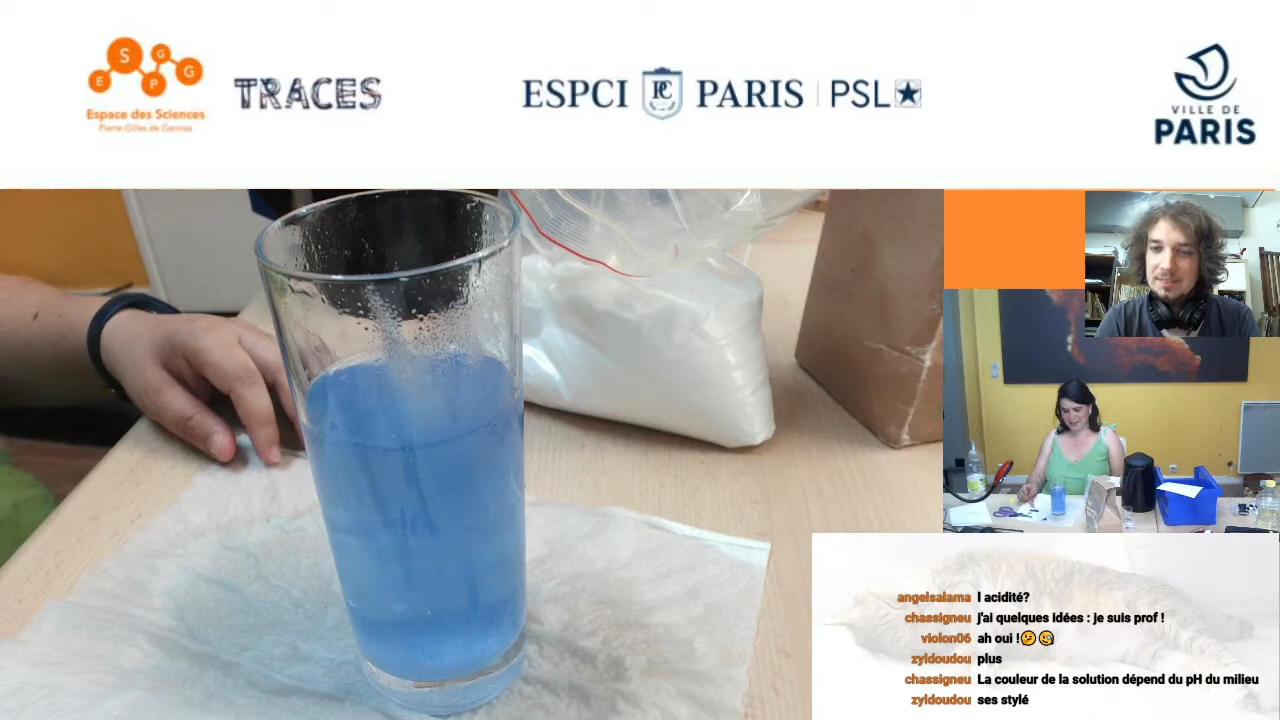 E S P G G
Espace des Sciences
Pierre-Gilles de Gennes
TRACES
ESPCI PC PARIS PSL
VILLE DE
PARIS
angelsalama l acidité?
chassigneu j'ai quelques idées : je suis prof !
violon06 ah oui !
zyldoudou plus
chassigneu La couleur de la solution dépend du pH du milieu
zyldoudou ses stylé